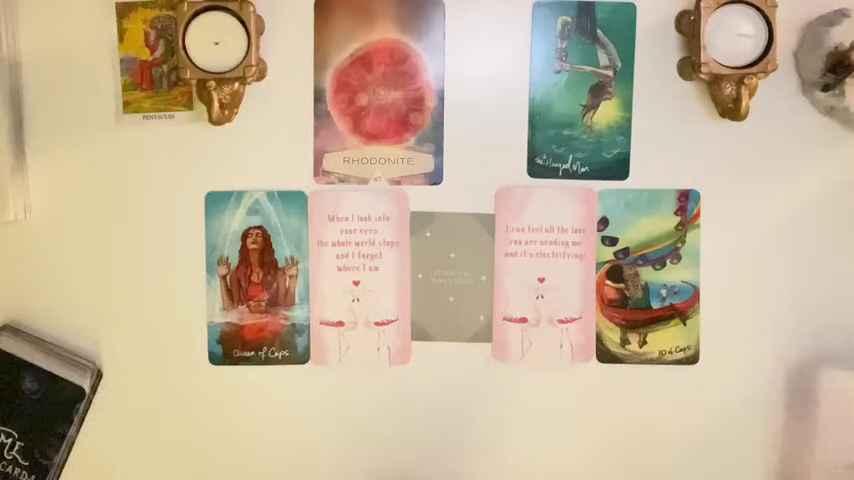 PENTACLES
RHODONITE
47
The Hanged Man
When I look into
your eyes
the whole world stops
and I forget
where I am
I can feel all the love
you are sending me
and it's electrifying!
Queen of Cups
10 of Cups